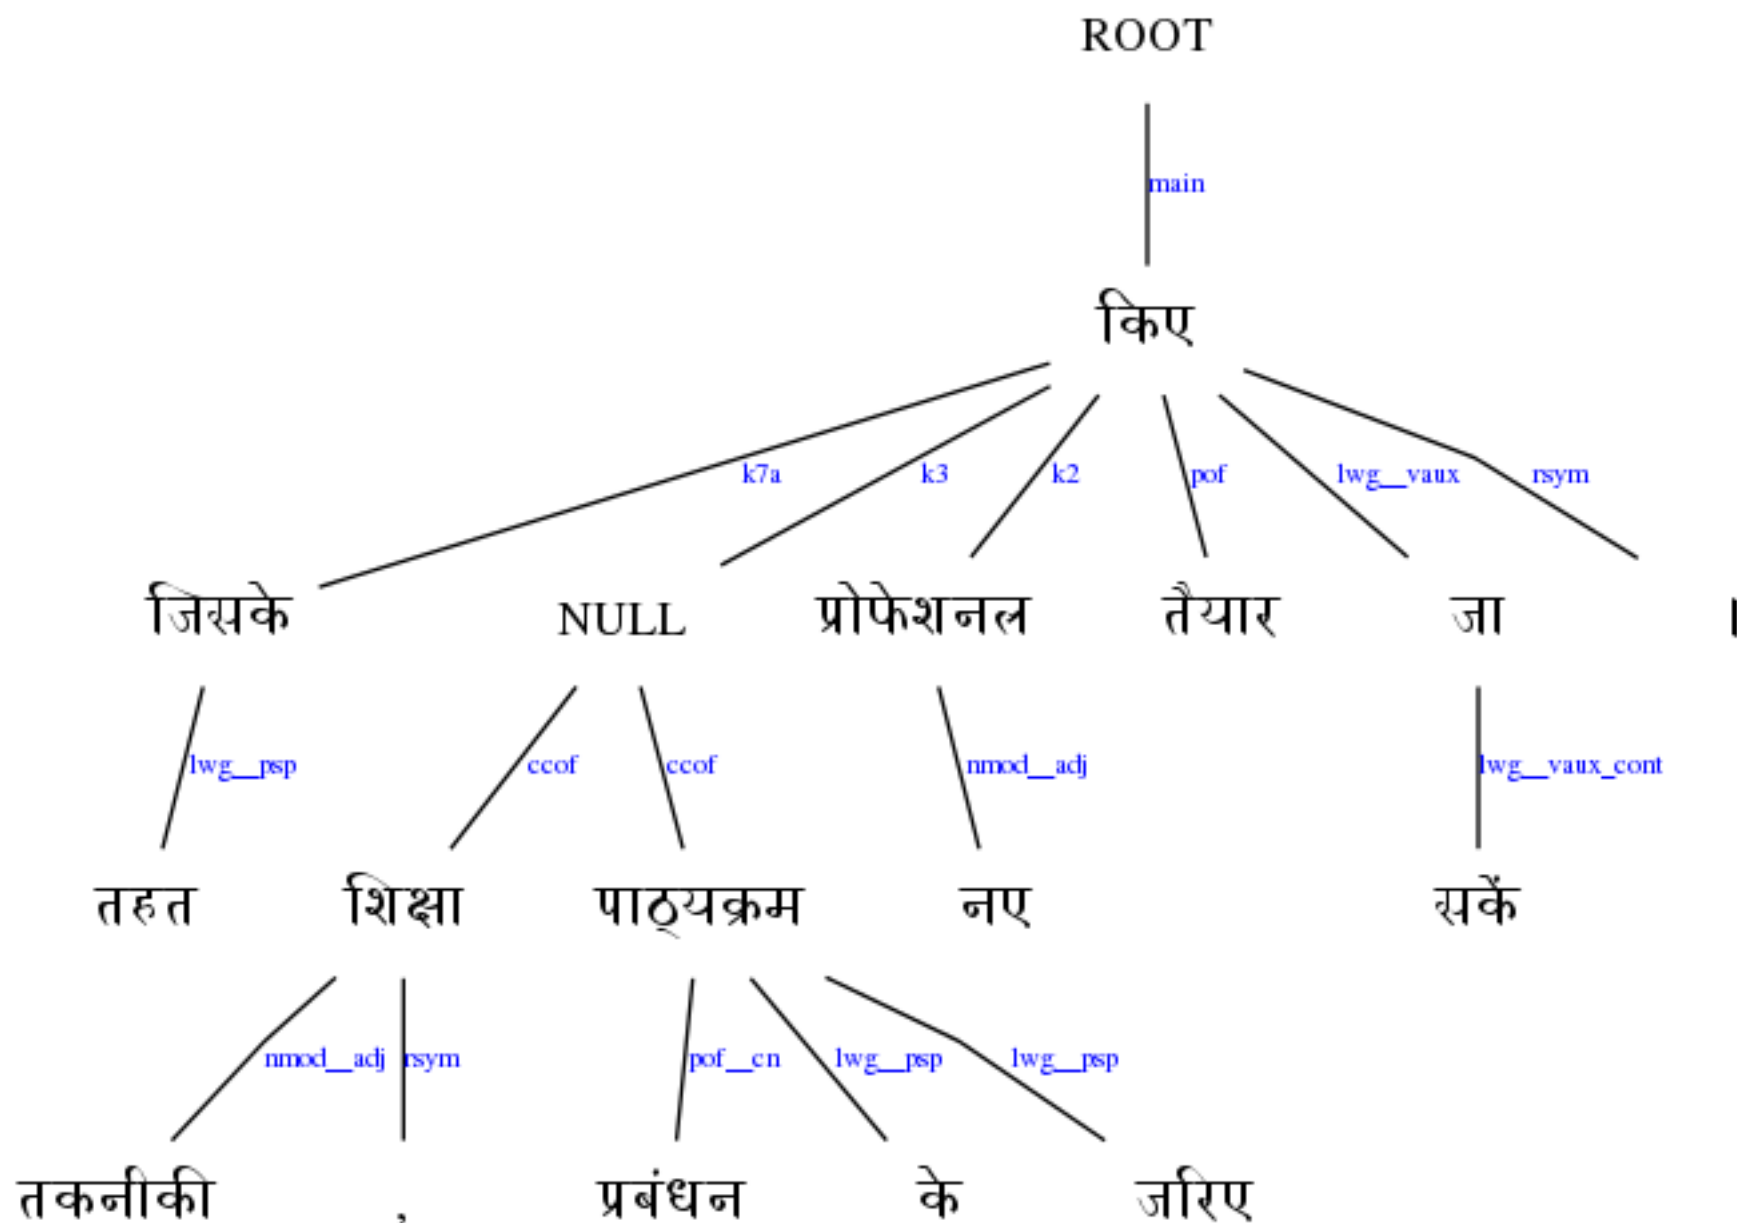 ROOT
main
किए
k7a k3 k2 pof lwg__vaux rsym
जिसके NULL प्रोफेशनल तैयार जा ।
lwg__psp ccof ccof nmod__adj lwg__vaux_cont
तहत शिक्षा पाठ्यक्रम नए सकें
nmod__adj rsym pof__cn lwg__psp lwg__psp
तकनीकी , प्रबंधन के जरिए